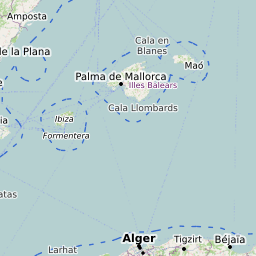 Amposta
de la Plana
Cala en
Blanes
Maó
Palma de Mallorca
Illes Balears
Cala Llombards
ia
Ibiza
Formentera
atas
Alger
Tigzirt
Béjaïa
Larhat